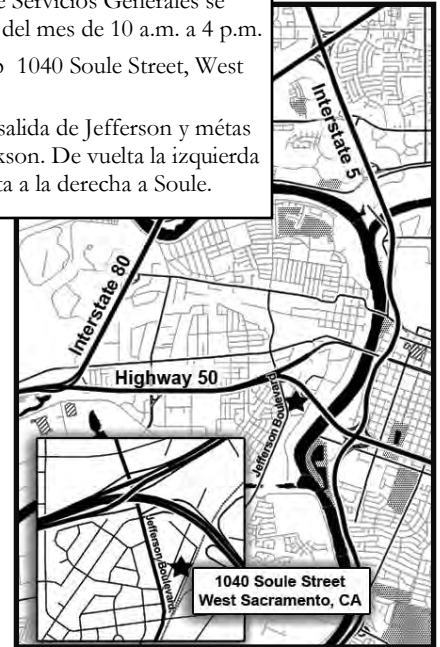 e Servicios Generales se
del mes de 10 a.m. a 4 p.m.
1040 Soule Street, West
salida de Jefferson y métas
kson. De vuelta la izquierda
ta a la derecha a Soule.
Interstate 5
Interstate 80
Highway 50
Jefferson Boulevard
Jefferson Boulevard
1040 Soule Street
West Sacramento, CA